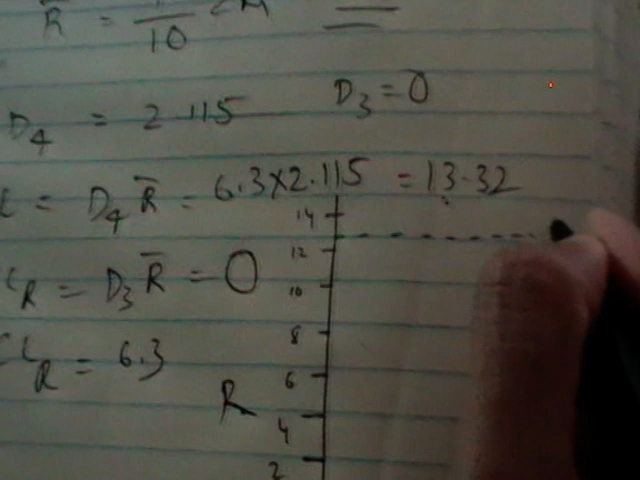 R̄ = /10
D₄ = 2.115 D₃ = 0
= D₄ R̄ = 6.3×2.115 = 13.32
14
12
R = D₃ R̄ = 0
10
8
R = 6.3
6
R
4
2